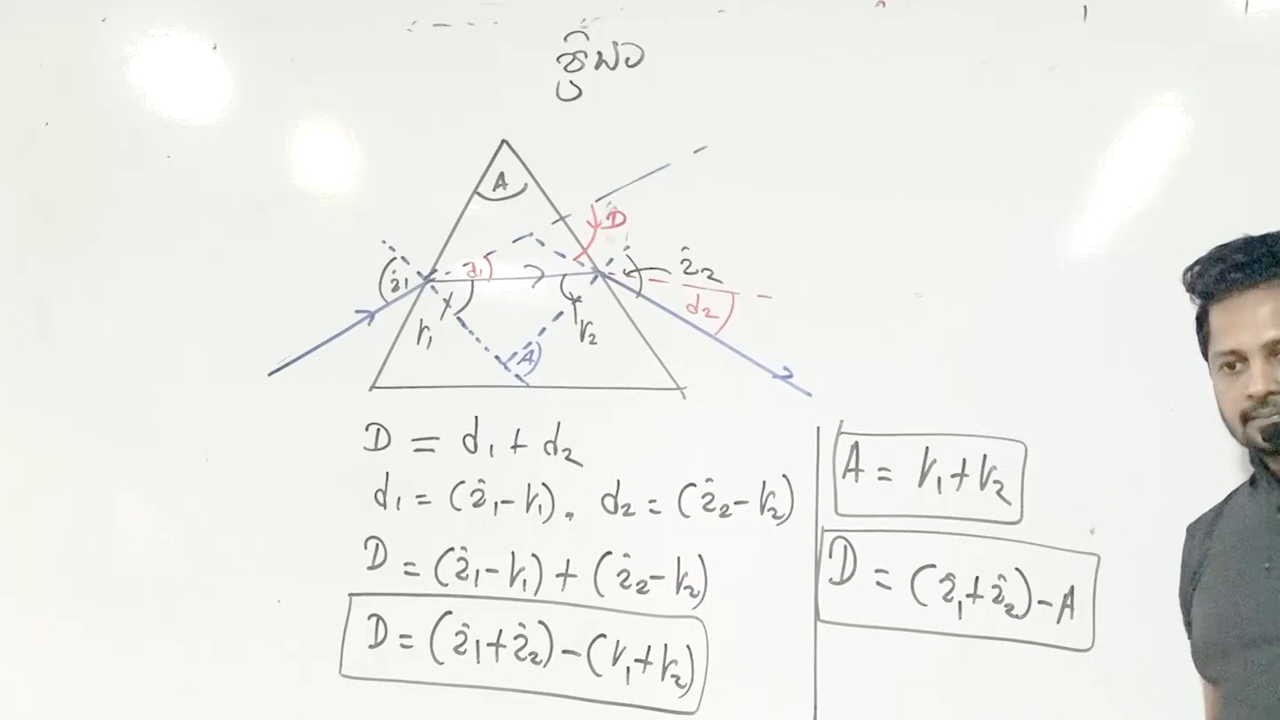 A
D
i₁
d₁
i₂
d₂
r₁
r₂
A
D = d₁ + d₂
d₁ = (i₁ - r₁), d₂ = (i₂ - r₂)
D = (i₁ - r₁) + (i₂ - r₂)
D = (i₁ + i₂) - (r₁ + r₂)
A = r₁ + r₂
D = (i₁ + i₂) - A